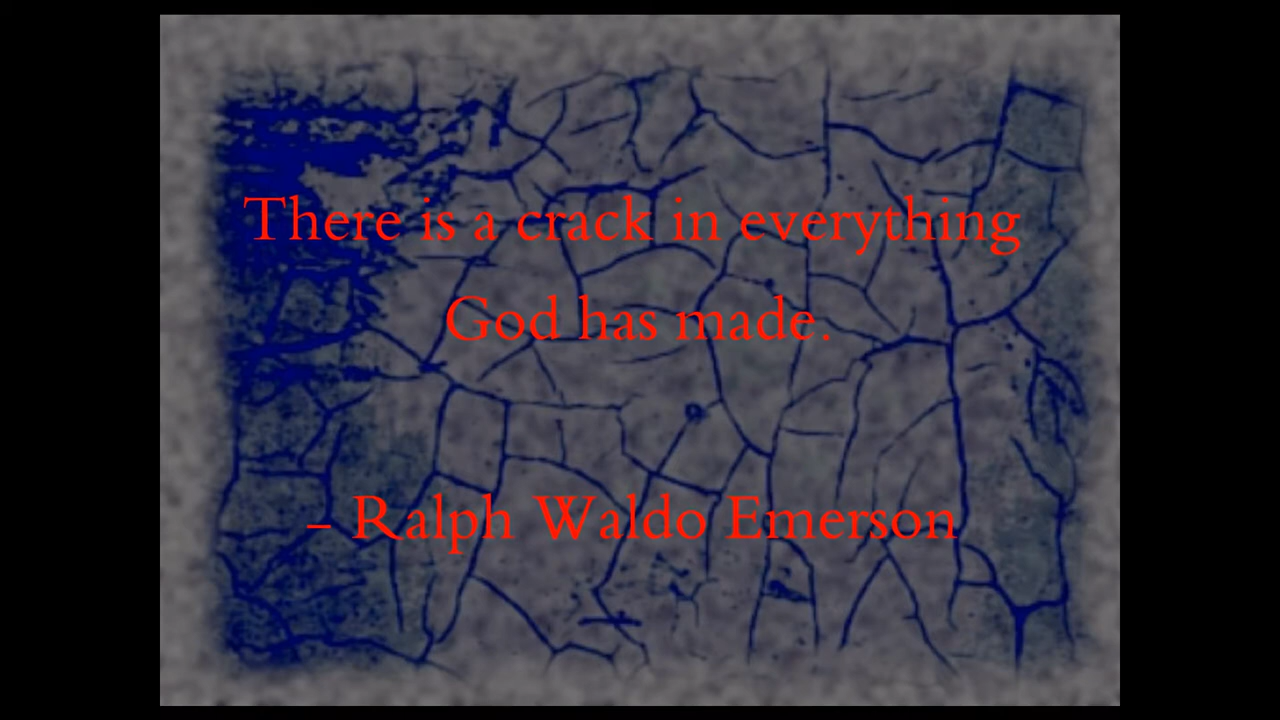 There is a crack in everything
God has made.
– Ralph Waldo Emerson